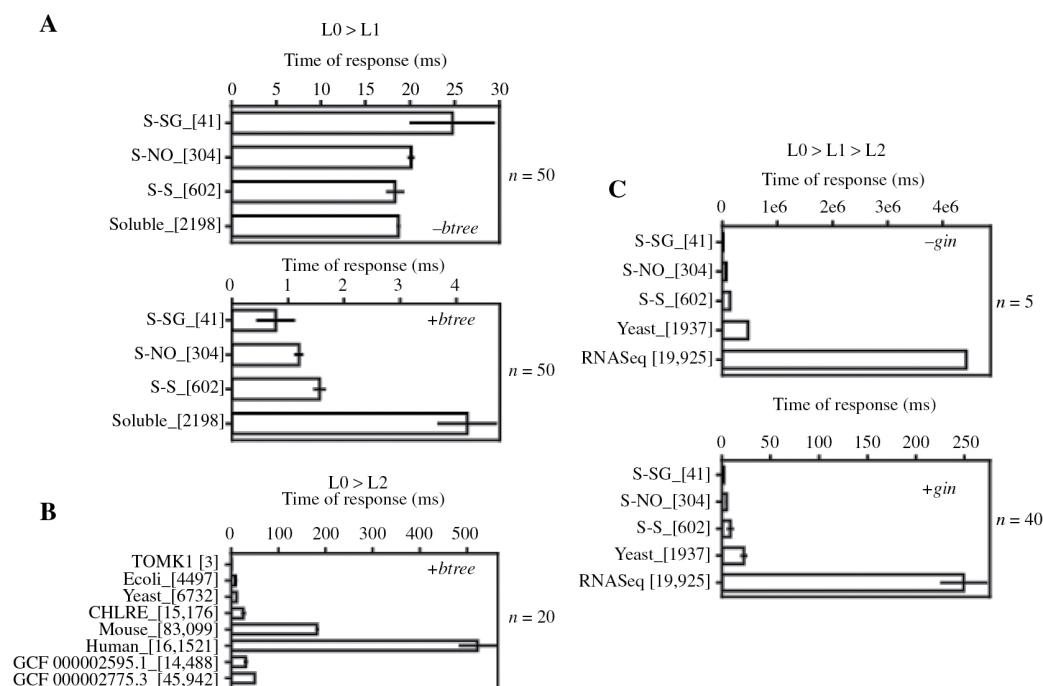 A
L0 > L1
Time of response (ms)
0 5 10 15 20 25 30
S-SG_[41]
S-NO_[304]
S-S_[602]
Soluble_[2198]
–btree
n = 50
Time of response (ms)
0 1 2 3 4
S-SG_[41]
S-NO_[304]
S-S_[602]
Soluble_[2198]
+btree
n = 50
B
L0 > L2
Time of response (ms)
0 100 200 300 400 500
TOMK1 [3]
Ecoli_[4497]
Yeast_[6732]
CHLRE_[15,176]
Mouse_[83,099]
Human_[16,1521]
GCF 000002595.1_[14,488]
GCF 000002775.3_[45,942]
+btree
n = 20
C
L0 > L1 > L2
Time of response (ms)
0 1e6 2e6 3e6 4e6
S-SG_[41]
S-NO_[304]
S-S_[602]
Yeast_[1937]
RNASeq [19,925]
–gin
n = 5
Time of response (ms)
0 50 100 150 200 250
S-SG_[41]
S-NO_[304]
S-S_[602]
Yeast_[1937]
RNASeq [19,925]
+gin
n = 40